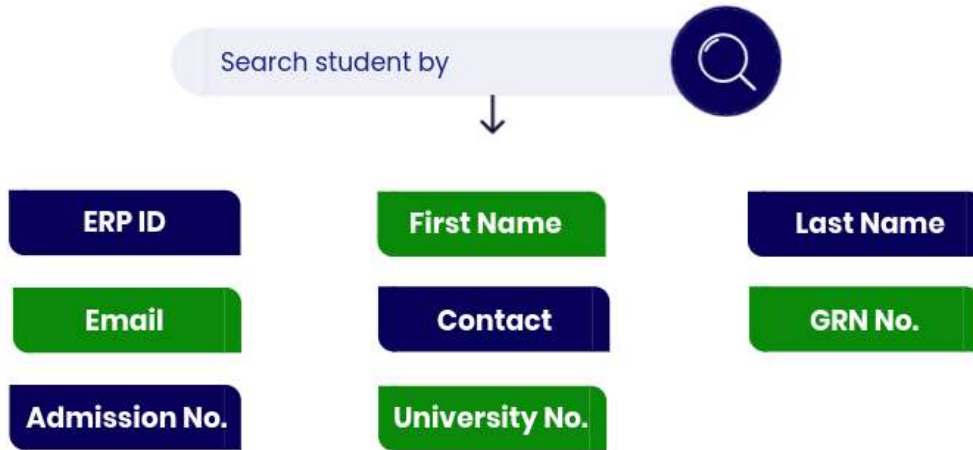 Search student by
ERP ID
First Name
Last Name
Email
Contact
GRN No.
Admission No.
University No.